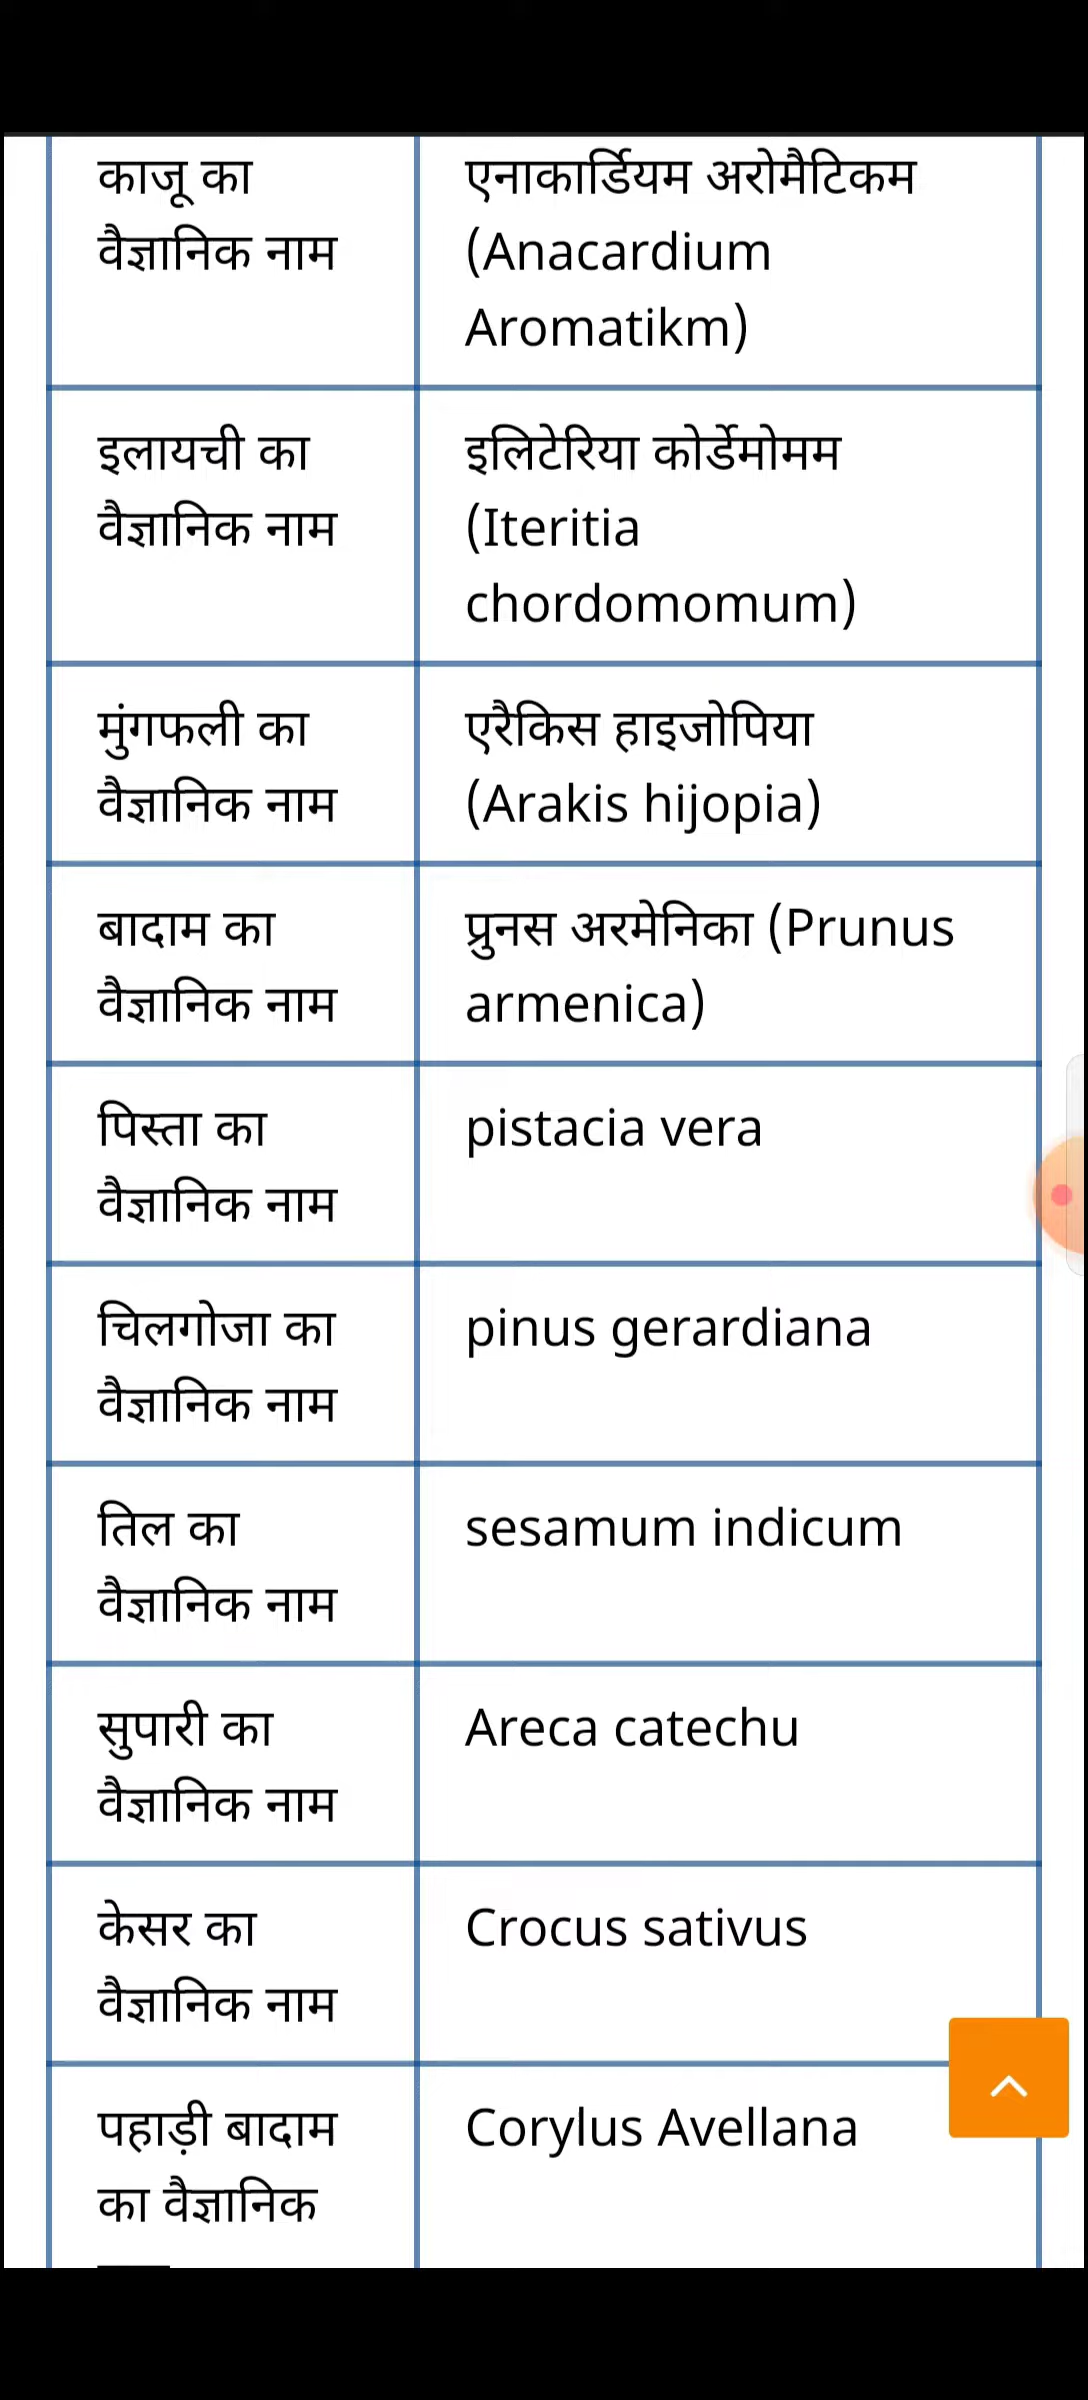 काजू का
वैज्ञानिक नाम
एनाकार्डियम अरोमैटिकम
(Anacardium
Aromatikm)
इलायची का
वैज्ञानिक नाम
इलिटेरिया कोर्डेमोमम
(Iteritia
chordomomum)
मुंगफली का
वैज्ञानिक नाम
एरैकिस हाइजोपिया
(Arakis hijopia)
बादाम का
वैज्ञानिक नाम
प्रुनस अरमेनिका (Prunus
armenica)
पिस्ता का
वैज्ञानिक नाम
pistacia vera
चिलगोजा का
वैज्ञानिक नाम
pinus gerardiana
तिल का
वैज्ञानिक नाम
sesamum indicum
सुपारी का
वैज्ञानिक नाम
Areca catechu
केसर का
वैज्ञानिक नाम
Crocus sativus
पहाड़ी बादाम
का वैज्ञानिक
Corylus Avellana